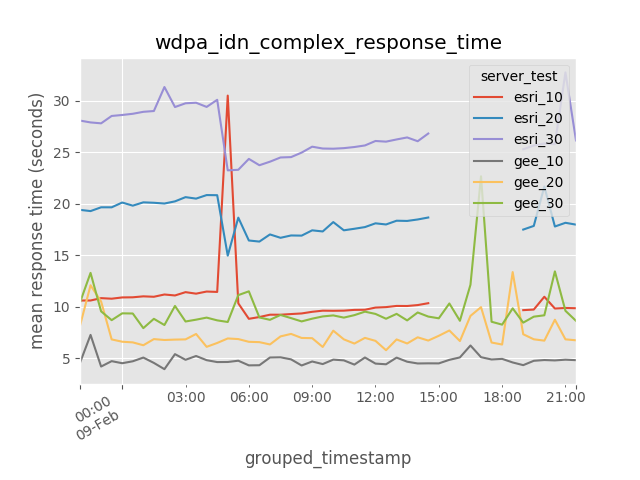 wdpa_idn_complex_response_time
mean response time (seconds)
30
25
20
15
10
5
server_test
esri_10
esri_20
esri_30
gee_10
gee_20
gee_30
00:00
09-Feb
03:00
06:00
09:00
12:00
15:00
18:00
21:00
grouped_timestamp